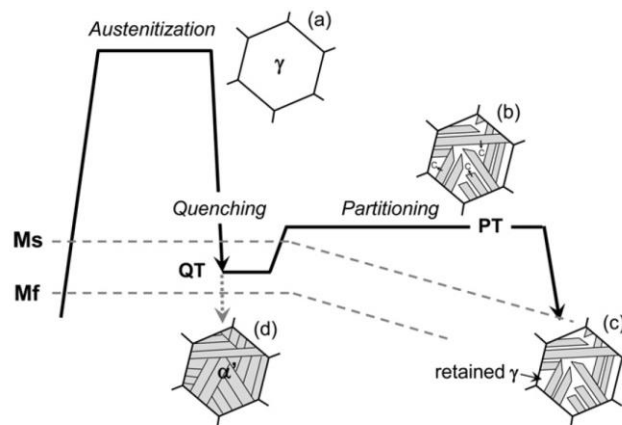 Austenitization
(a)
γ
(b)
c
c
c
Quenching
Partitioning
Ms
QT
PT
Mf
(d)
α'
(c)
retained γ